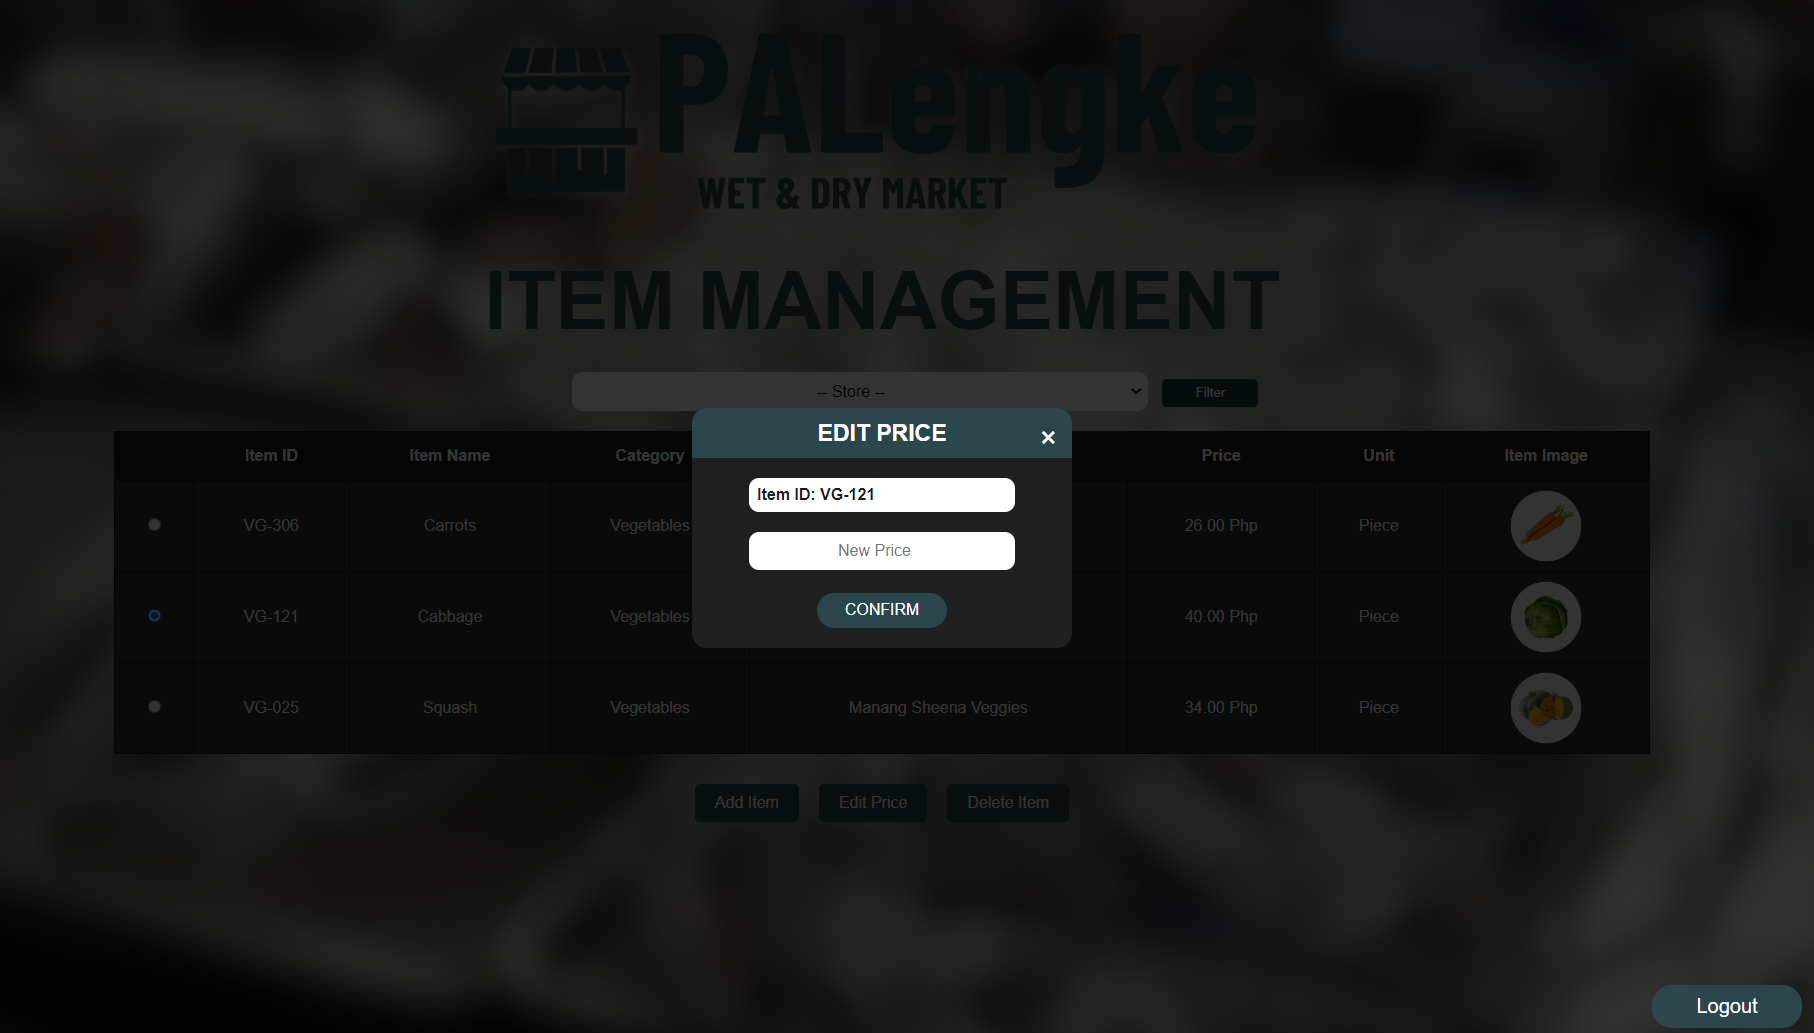 PALengke
WET & DRY MARKET
ITEM MANAGEMENT
-- Store --
Filter
EDIT PRICE
×
Item ID: VG-121
New Price
CONFIRM
Item ID Item Name Category Price Unit Item Image
VG-306 Carrots Vegetables 26.00 Php Piece
VG-121 Cabbage Vegetables 40.00 Php Piece
VG-025 Squash Vegetables Manang Sheena Veggies 34.00 Php Piece
Add Item Edit Price Delete Item
Logout